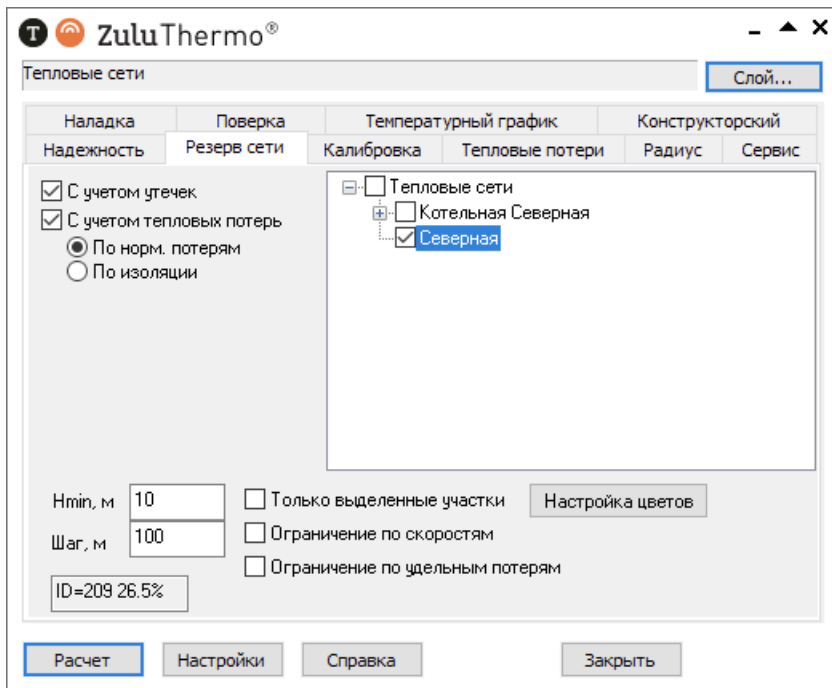 T ZuluThermo®
Тепловые сети
Слой...
Наладка Поверка Температурный график Конструкторский
Надежность Резерв сети Калибровка Тепловые потери Радиус Сервис
С учетом утечек
С учетом тепловых потерь
По норм. потерям
По изоляции
Тепловые сети
Котельная Северная
Северная
Hmin, м 10
Шаг, м 100
ID=209 26.5%
Только выделенные участки
Ограничение по скоростям
Ограничение по удельным потерям
Настройка цветов
Расчет Настройки Справка Закрыть